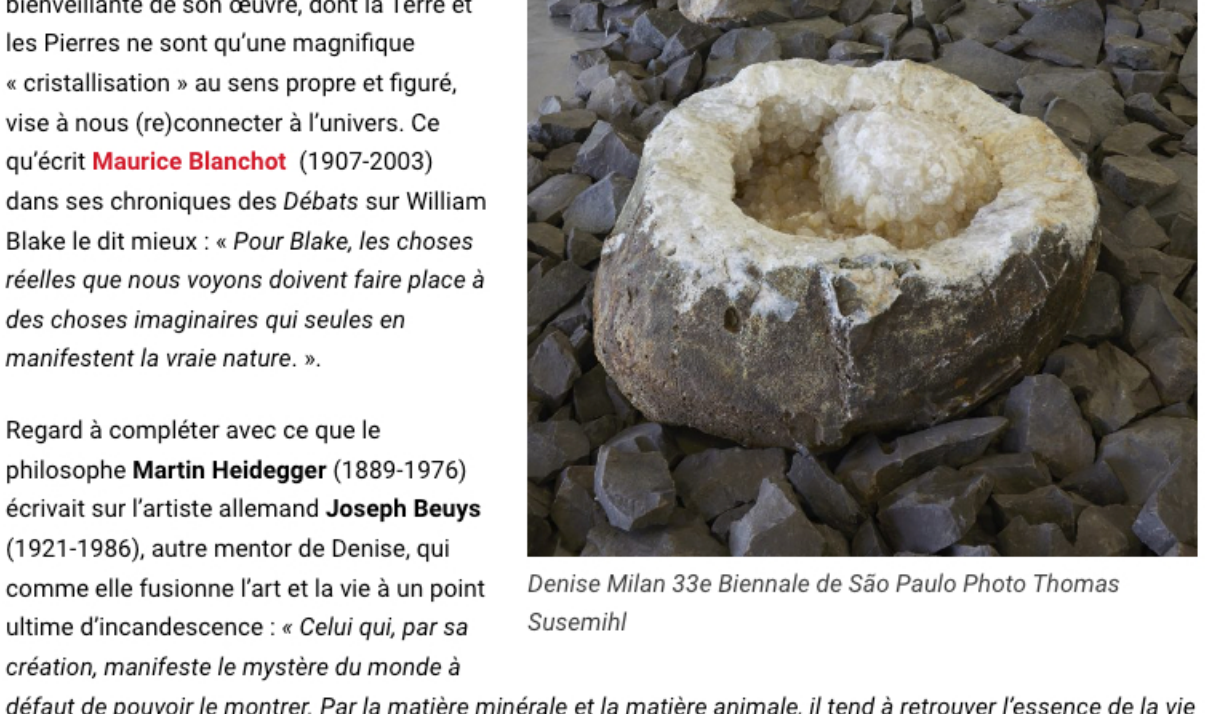 bienveillante de son œuvre, dont la Terre et
les Pierres ne sont qu’une magnifique
« cristallisation » au sens propre et figuré,
vise à nous (re)connecter à l’univers. Ce
qu’écrit Maurice Blanchot (1907-2003)
dans ses chroniques des Débats sur William
Blake le dit mieux : « Pour Blake, les choses
réelles que nous voyons doivent faire place à
des choses imaginaires qui seules en
manifestent la vraie nature. ».
Regard à compléter avec ce que le
philosophe Martin Heidegger (1889-1976)
écrivait sur l’artiste allemand Joseph Beuys
(1921-1986), autre mentor de Denise, qui
comme elle fusionne l’art et la vie à un point
ultime d’incandescence : « Celui qui, par sa
création, manifeste le mystère du monde à
défaut de pouvoir le montrer. Par la matière minérale et la matière animale, il tend à retrouver l’essence de la vie
Denise Milan 33e Biennale de São Paulo Photo Thomas
Susemihl